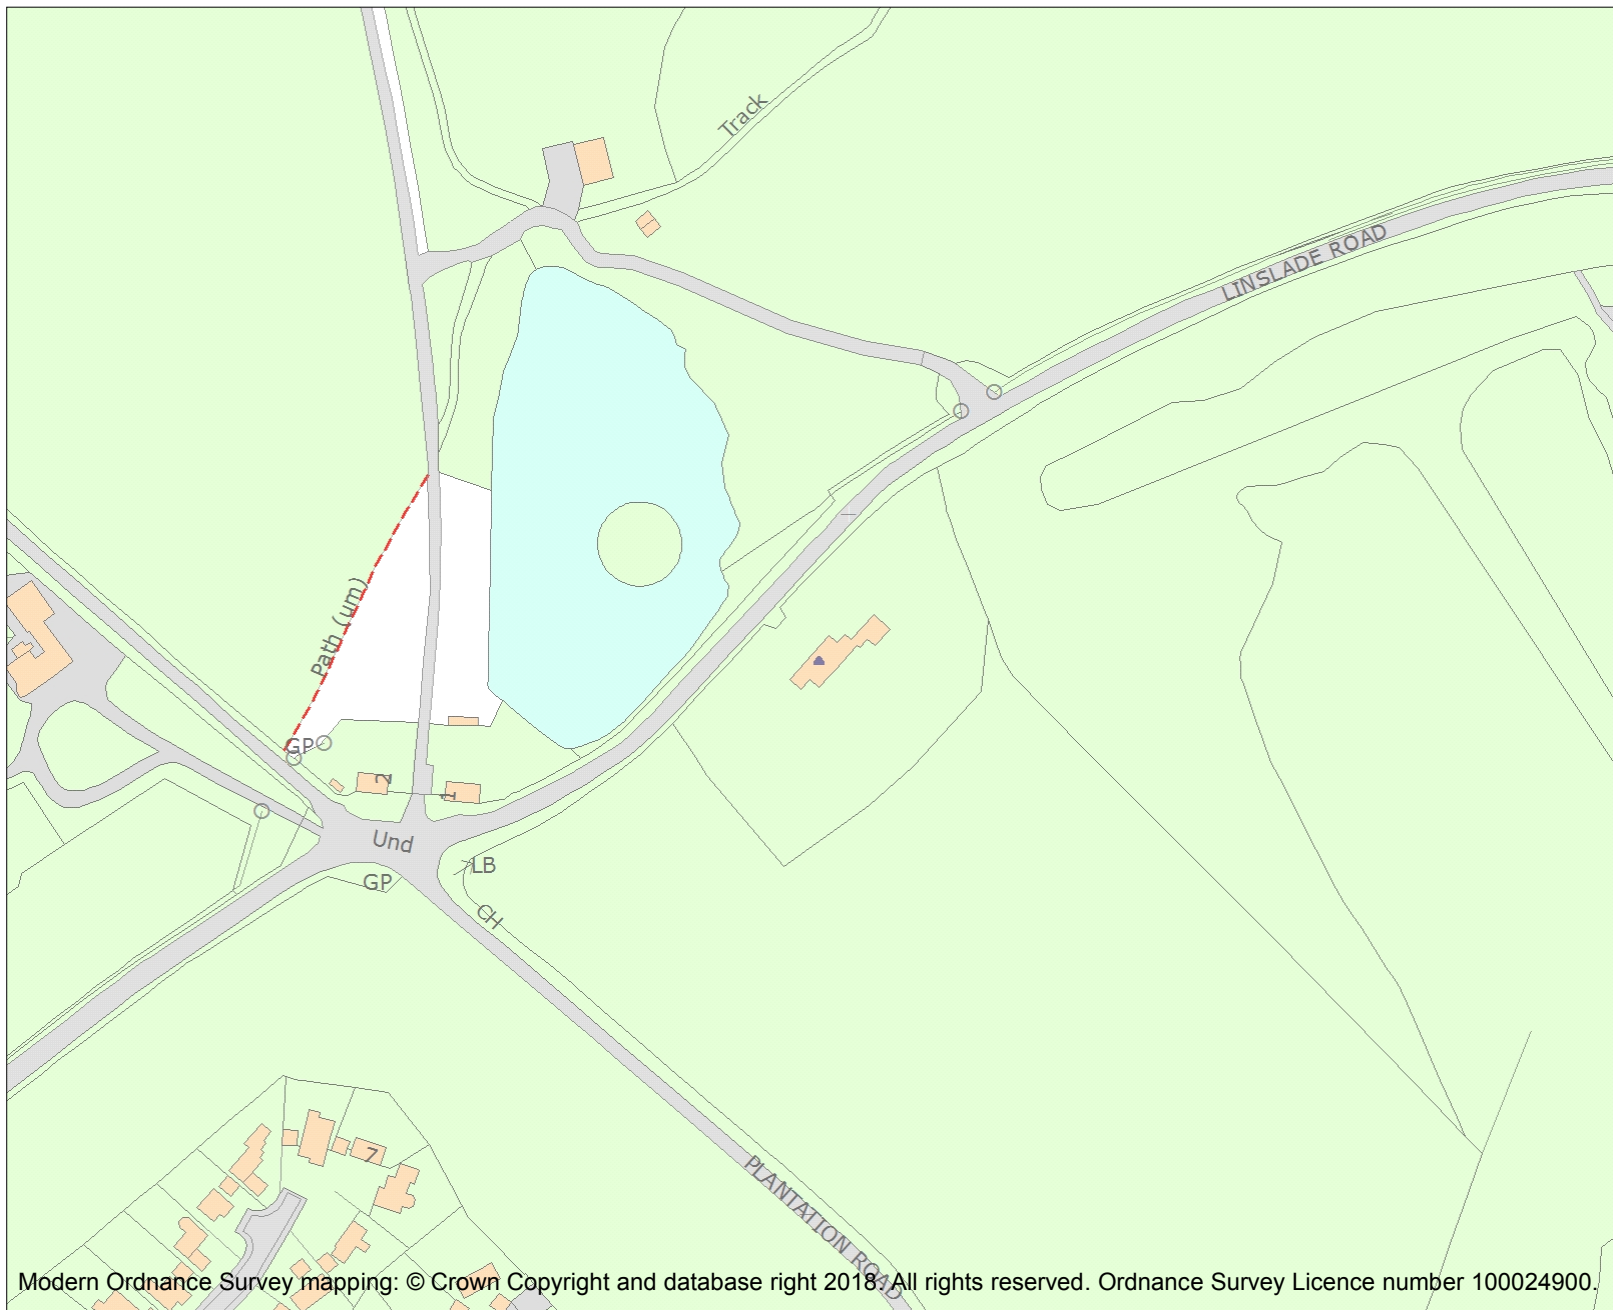 Track
LINSLADE ROAD
Path (um)
GP
2
1
Und
LB
GP
CH
7
PLANTATION ROAD
Modern Ordnance Survey mapping: © Crown Copyright and database right 2018. All rights reserved. Ordnance Survey Licence number 100024900.